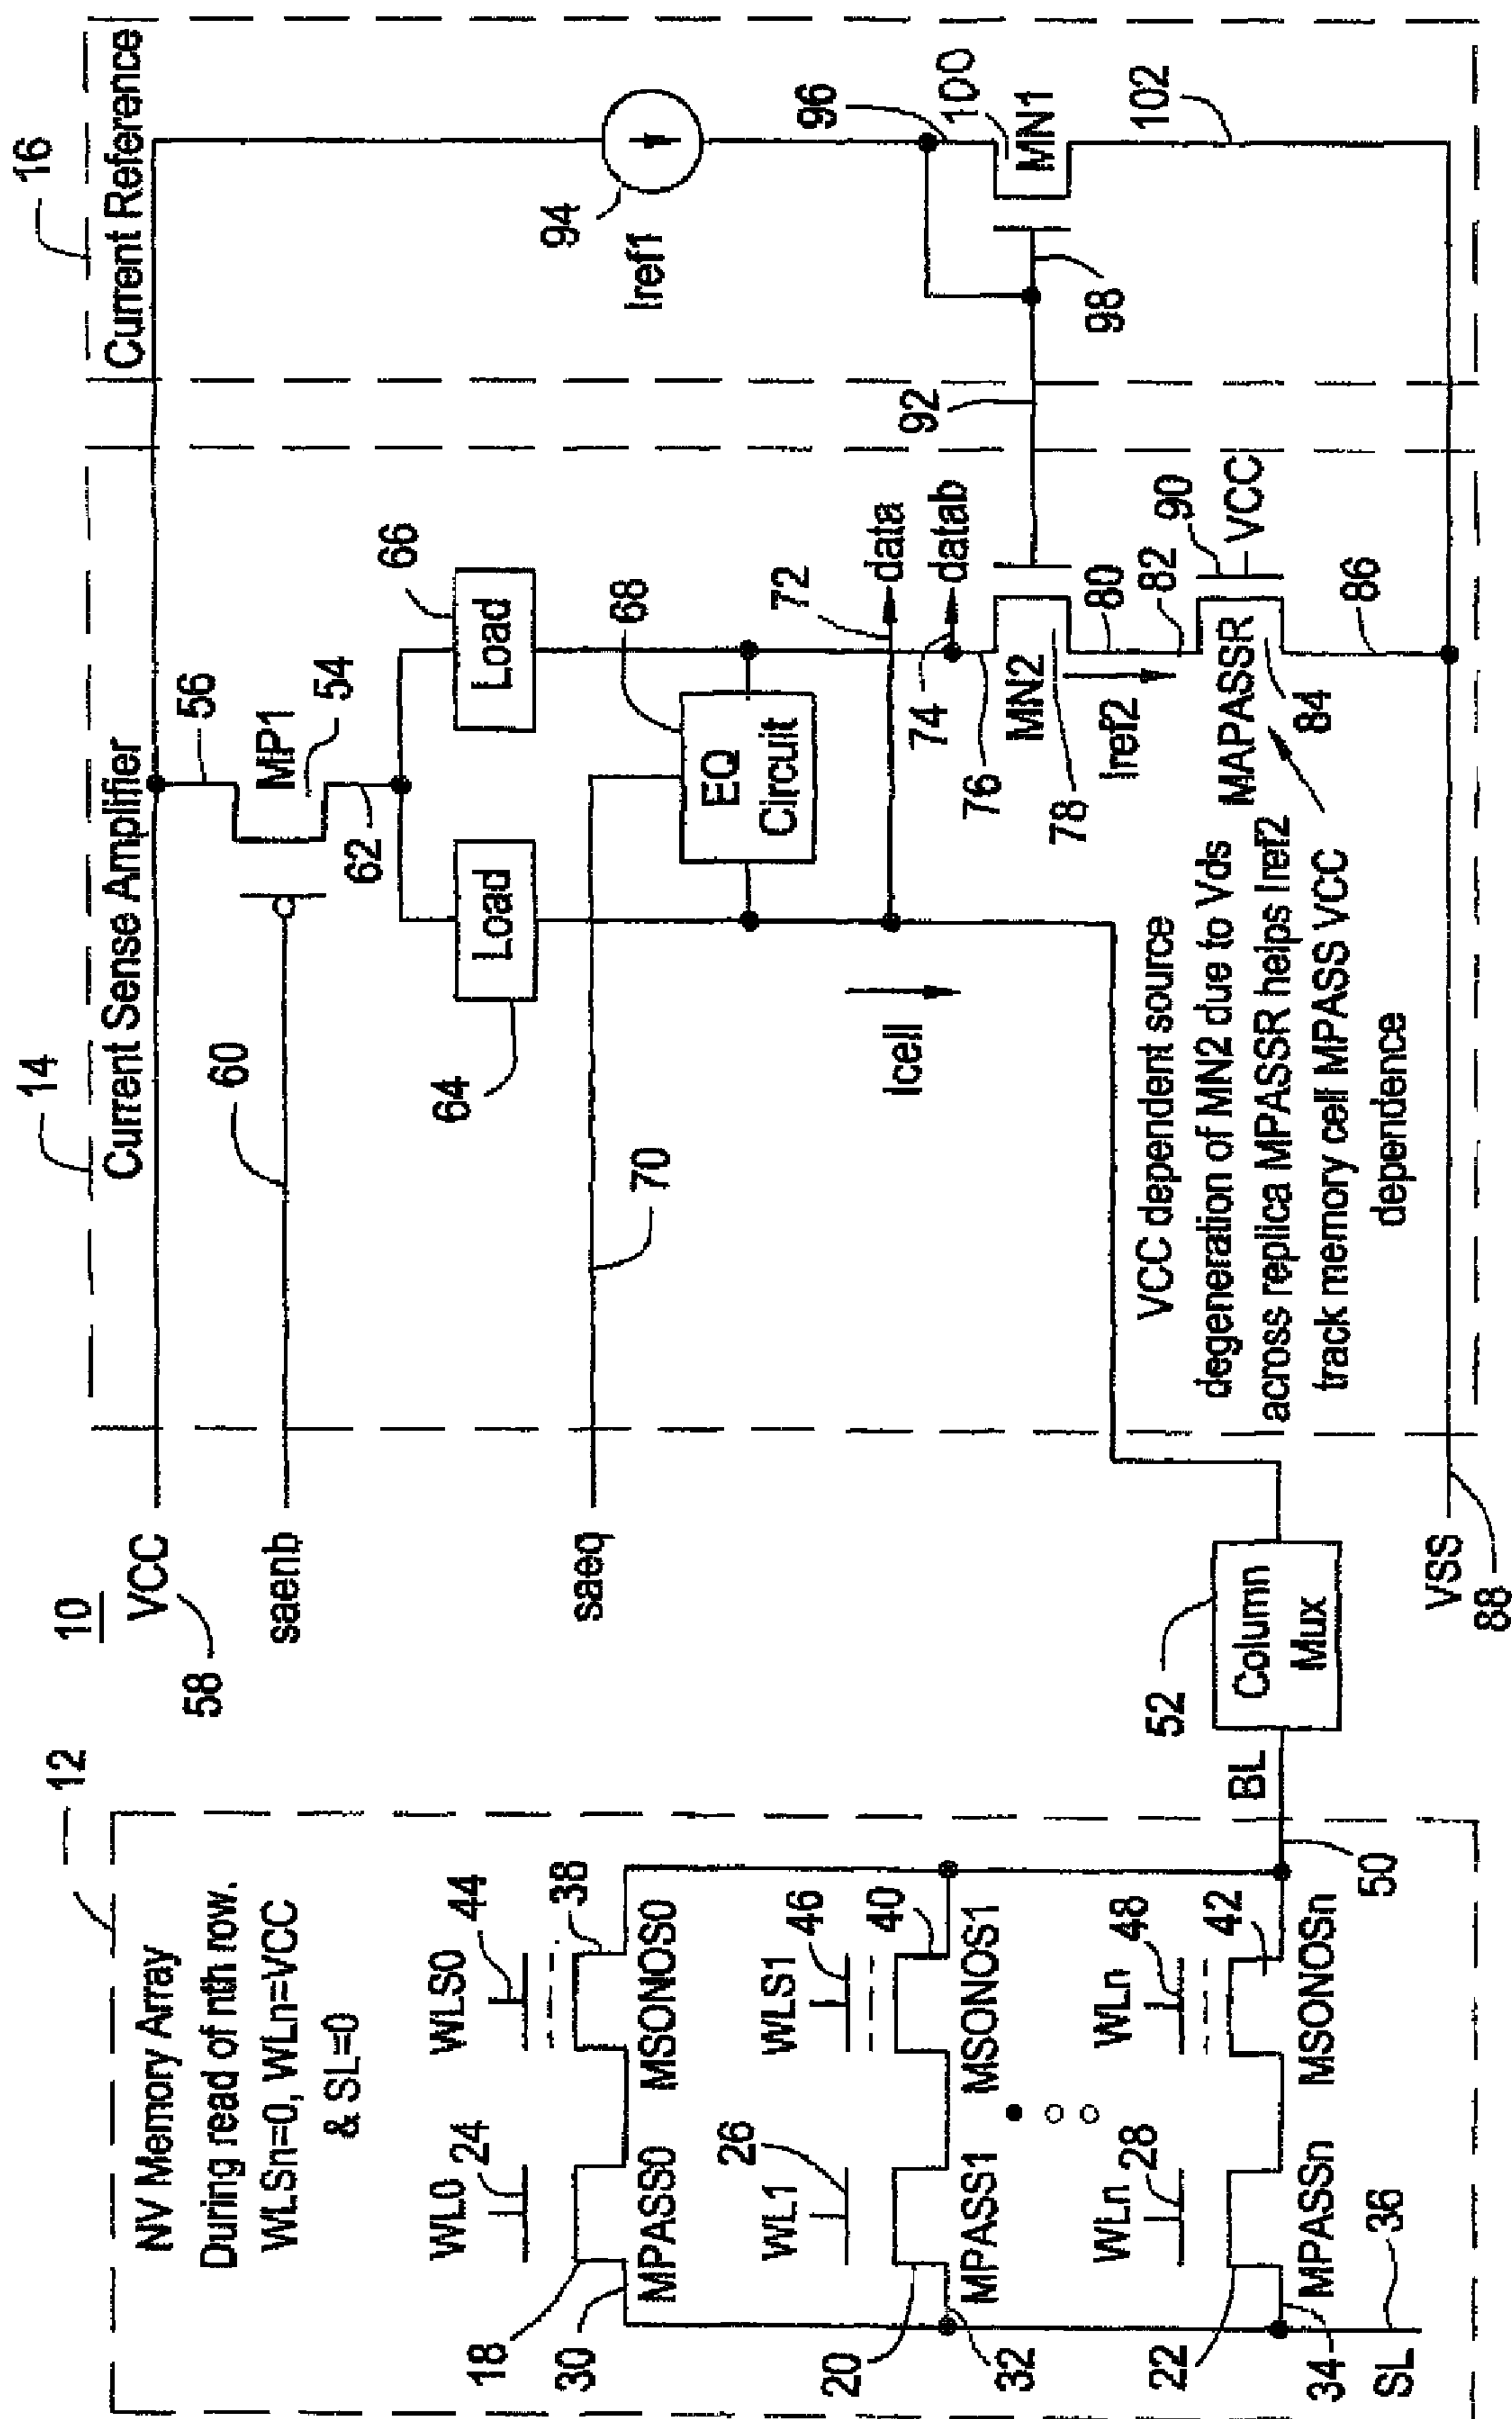 10
12
NV Memory Array
During read of nth row.
WLSn=0, WLn=VCC
& SL=0
WL0
24
WLS0
44
18
30
MPASS0
MSONOS0
38
WL1
26
WLS1
46
20
32
MPASS1
MSONOS1
40
WLn
28
WLn
48
22
34
MPASSn
MSONOSn
42
SL
36
50
BL
52
Column
Mux
VCC
58
saenb
saeq
VSS
88
14
Current Sense Amplifier
60
56
MP1
54
62
64
Load
66
Load
68
EQ
Circuit
70
Icell
72
data
74
datab
76
MN2
78
80
Iref2
82
MAPASSR
84
90
VCC
86
VCC dependent source
degeneration of MN2 due to Vds
across replica MPASSR helps Iref2
track memory cell MPASS VCC
dependence
16
Current Reference
94
Iref1
92
96
98
100
MN1
102